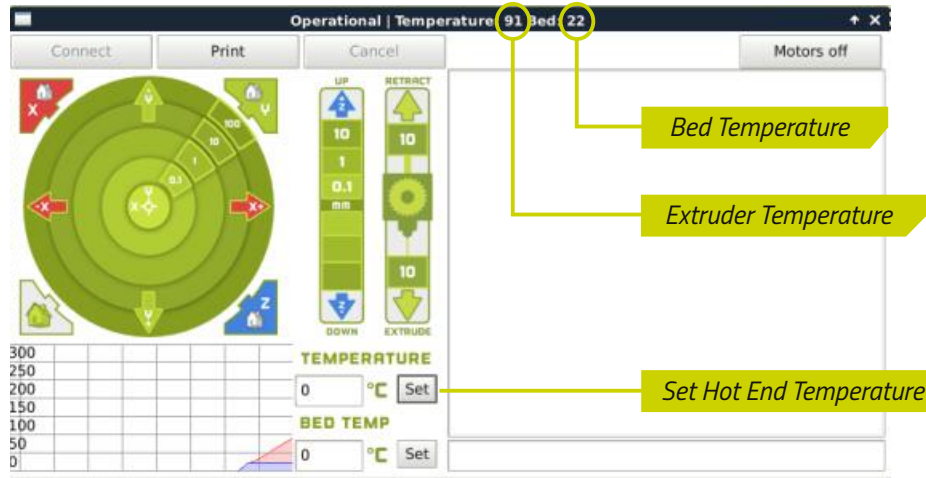 Operational | Temperature: 91 Bed: 22
Connect
Print
Cancel
Motors off
X
Y
Y
100
10
1
0.1
Y
-X
X
X+
Y
Z
UP
Z
10
1
0.1
mm
Z
DOWN
RETRACT
10
10
EXTRUDE
Bed Temperature
Extruder Temperature
300
250
200
150
100
50
0
TEMPERATURE
0 °C Set
Set Hot End Temperature
BED TEMP
0 °C Set